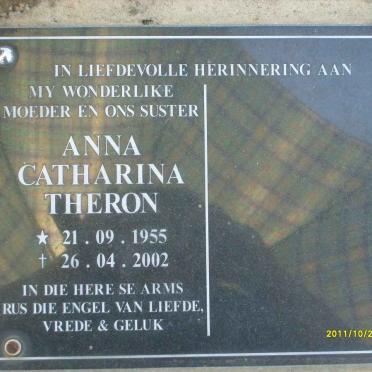 IN LIEFDEVOLLE HERINNERING AAN
MY WONDERLIKE
MOEDER EN ONS SUSTER
ANNA
CATHARINA
THERON
★ 21 . 09 . 1955
† 26 . 04 . 2002
IN DIE HERE SE ARMS
RUS DIE ENGEL VAN LIEFDE,
VREDE & GELUK